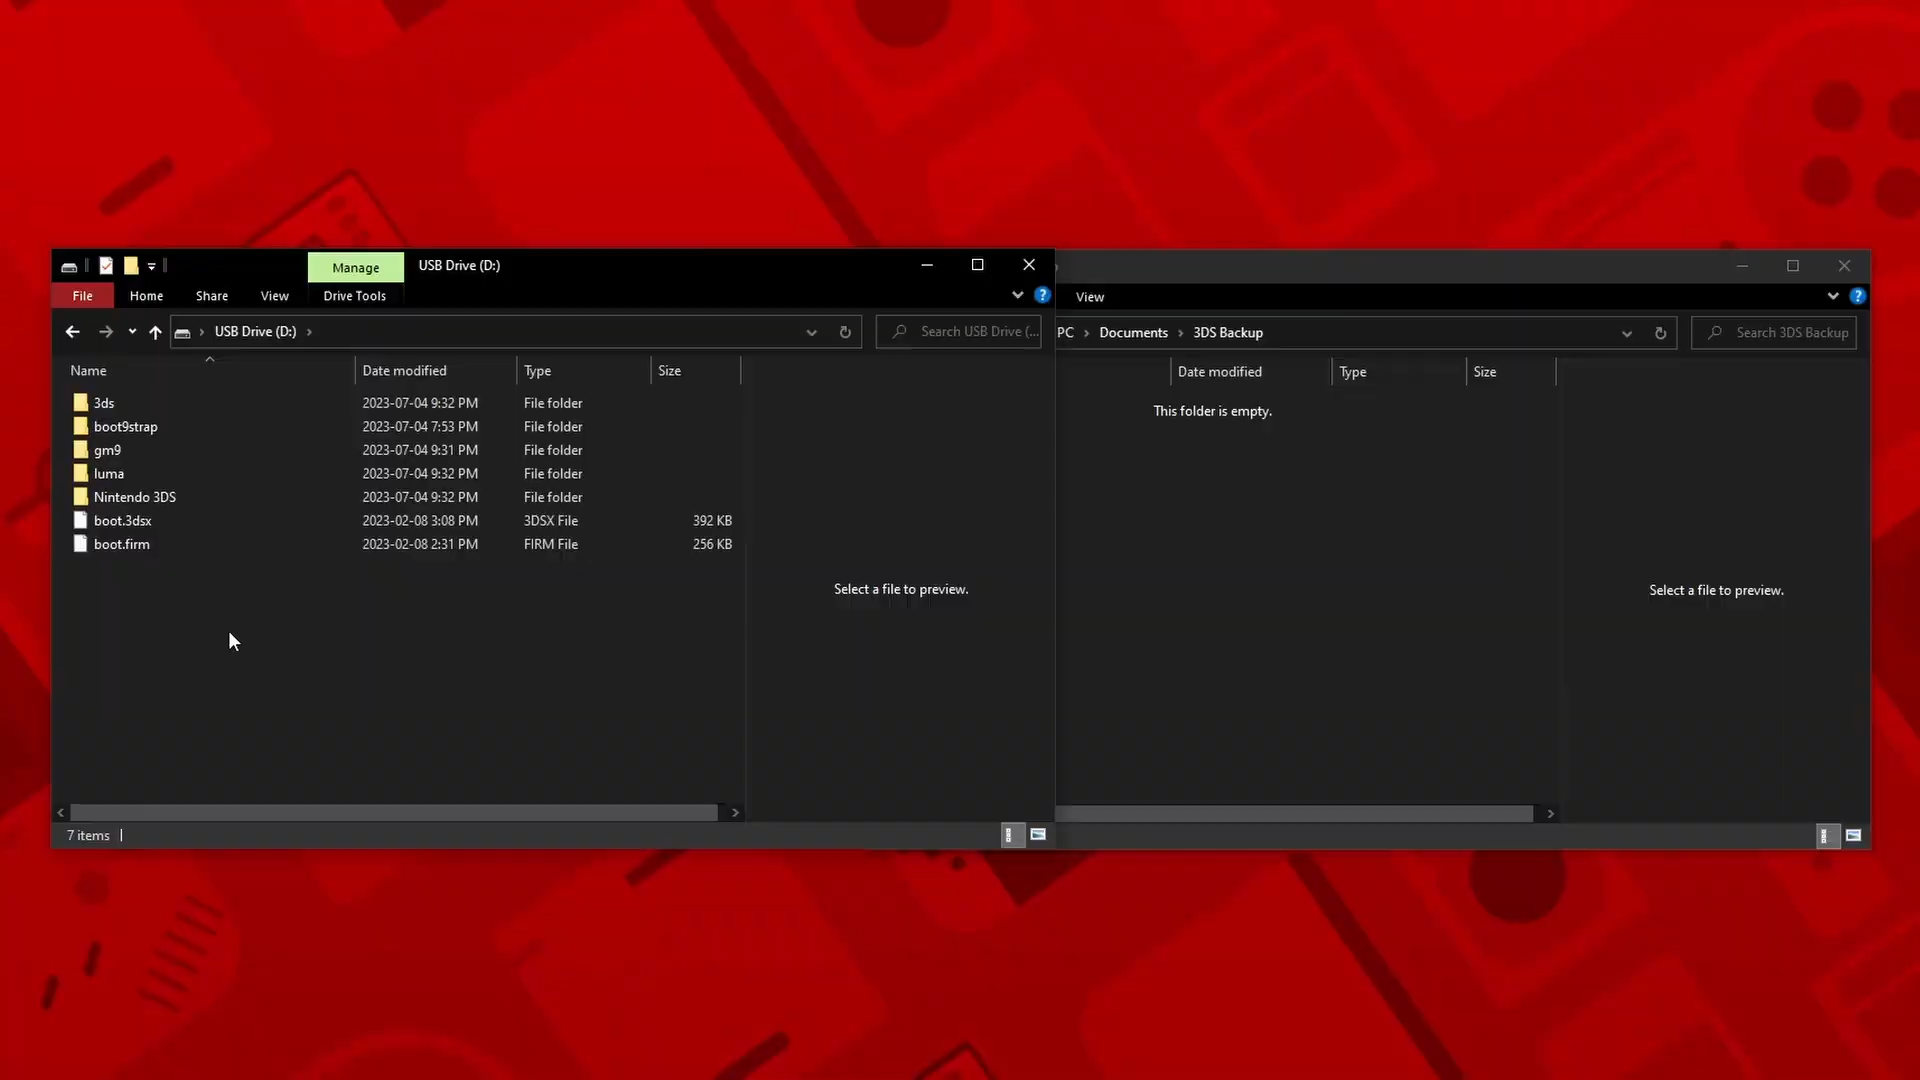 Manage
USB Drive (D:)
File
Home
Share
View
Drive Tools
USB Drive (D:)
Search USB Drive (...
Name
Date modified
Type
Size
3ds
2023-07-04 9:32 PM
File folder
boot9strap
2023-07-04 7:53 PM
File folder
gm9
2023-07-04 9:31 PM
File folder
luma
2023-07-04 9:32 PM
File folder
Nintendo 3DS
2023-07-04 9:32 PM
File folder
boot.3dsx
2023-02-08 3:08 PM
3DSX File
392 KB
boot.firm
2023-02-08 2:31 PM
FIRM File
256 KB
Select a file to preview.
7 items
View
PC
Documents
3DS Backup
Search 3DS Backup
Date modified
Type
Size
This folder is empty.
Select a file to preview.